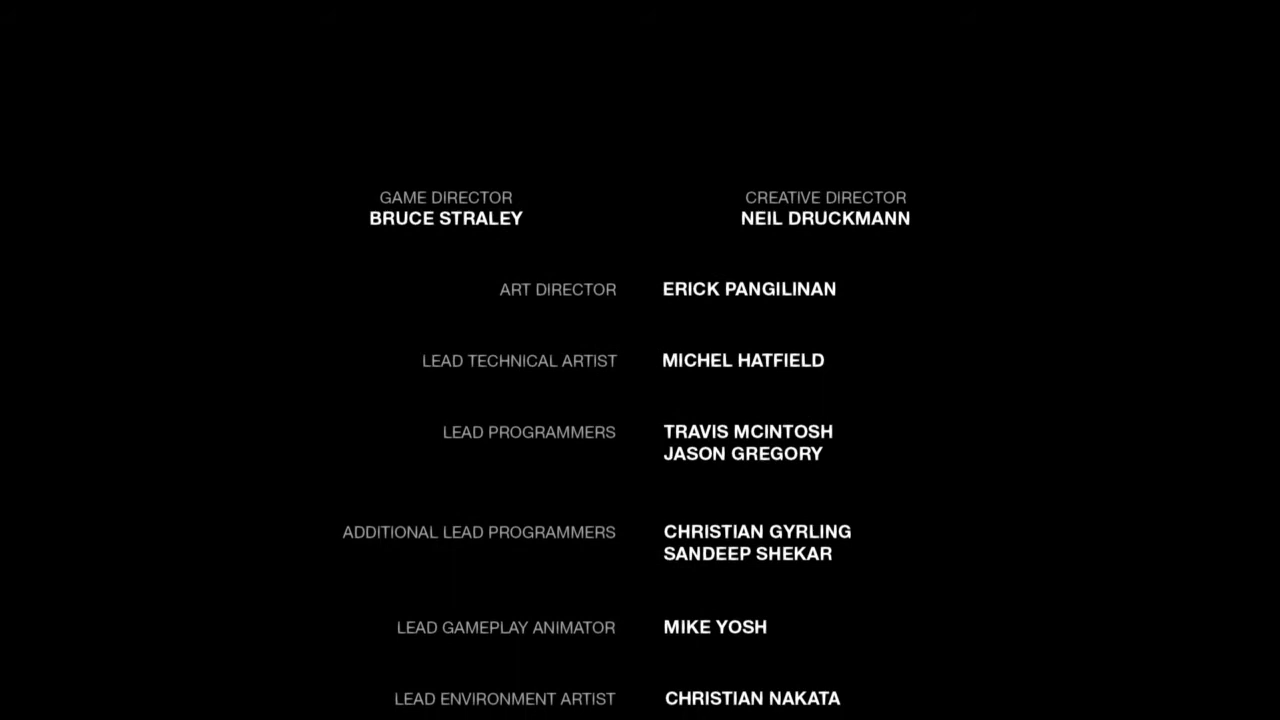 GAME DIRECTOR CREATIVE DIRECTOR
BRUCE STRALEY NEIL DRUCKMANN
ART DIRECTOR ERICK PANGILINAN
LEAD TECHNICAL ARTIST MICHEL HATFIELD
LEAD PROGRAMMERS TRAVIS MCINTOSH
JASON GREGORY
ADDITIONAL LEAD PROGRAMMERS CHRISTIAN GYRLING
SANDEEP SHEKAR
LEAD GAMEPLAY ANIMATOR MIKE YOSH
LEAD ENVIRONMENT ARTIST CHRISTIAN NAKATA